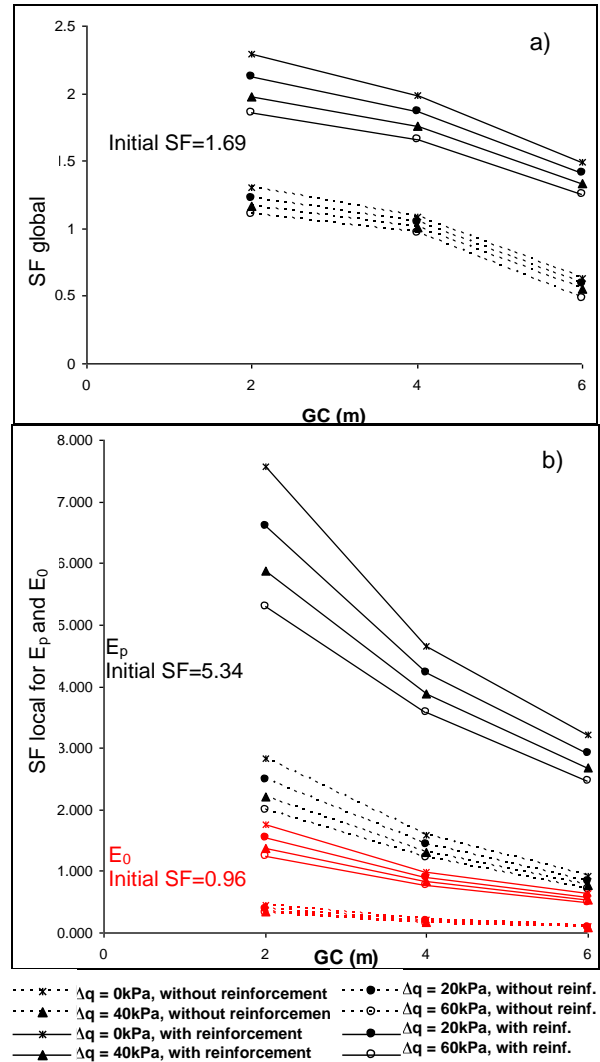 a)
2.5
2
1.5
1
0.5
0
SF global
Initial SF=1.69
0 2 4 6
GC (m)
b)
8.000
7.000
6.000
5.000
4.000
3.000
2.000
1.000
0.000
SF local for Ep and E0
Ep
Initial SF=5.34
E0
Initial SF=0.96
0 2 4 6
GC (m)
Δq = 0kPa, without reinforcement
Δq = 40kPa, without reinforcemen
Δq = 0kPa, with reinforcement
Δq = 40kPa, with reinforcement
Δq = 20kPa, without reinf.
Δq = 60kPa, without reinf.
Δq = 20kPa, with reinf.
Δq = 60kPa, with reinf.